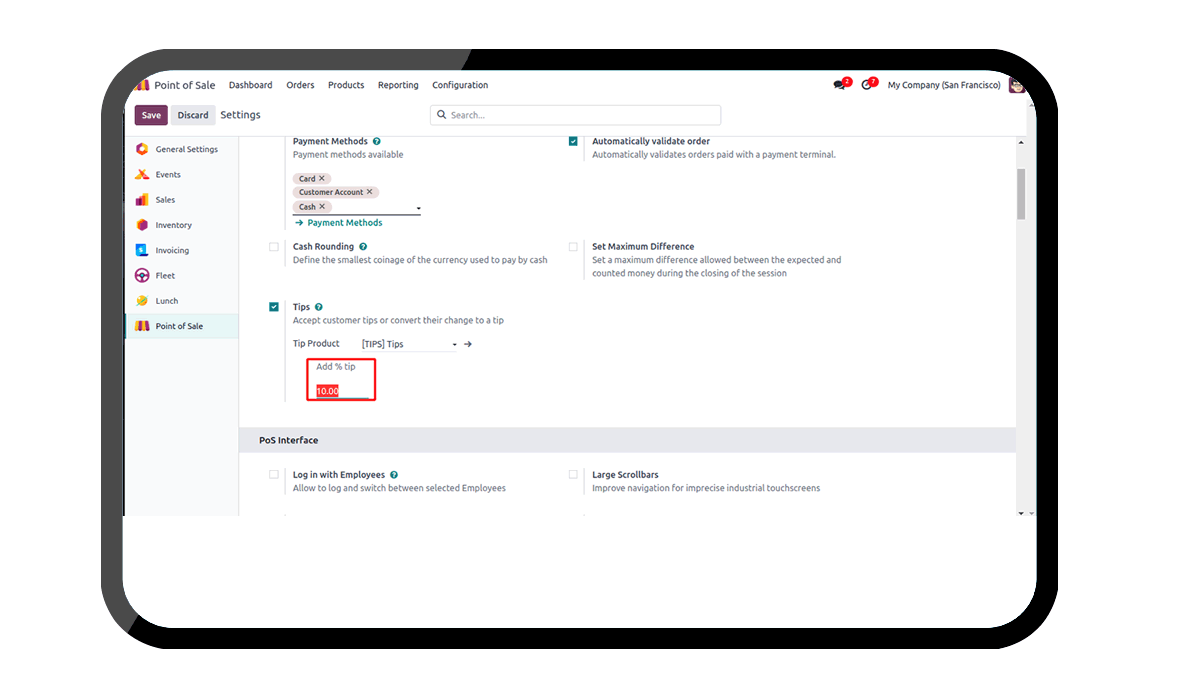 Point of Sale Dashboard Orders Products Reporting Configuration 2 7 My Company (San Francisco)
Save Discard Settings Search...
General Settings
Events
Sales
Inventory
Invoicing
Fleet
Lunch
Point of Sale
Payment Methods ?
Payment methods available
Card ✕
Customer Account ✕
Cash ✕
→ Payment Methods
Automatically validate order
Automatically validates orders paid with a payment terminal.
Cash Rounding ?
Define the smallest coinage of the currency used to pay by cash
Set Maximum Difference
Set a maximum difference allowed between the expected and
counted money during the closing of the session
Tips ?
Accept customer tips or convert their change to a tip
Tip Product [TIPS] Tips →
Add % tip
10.00
PoS Interface
Log in with Employees ?
Allow to log and switch between selected Employees
Large Scrollbars
Improve navigation for imprecise industrial touchscreens